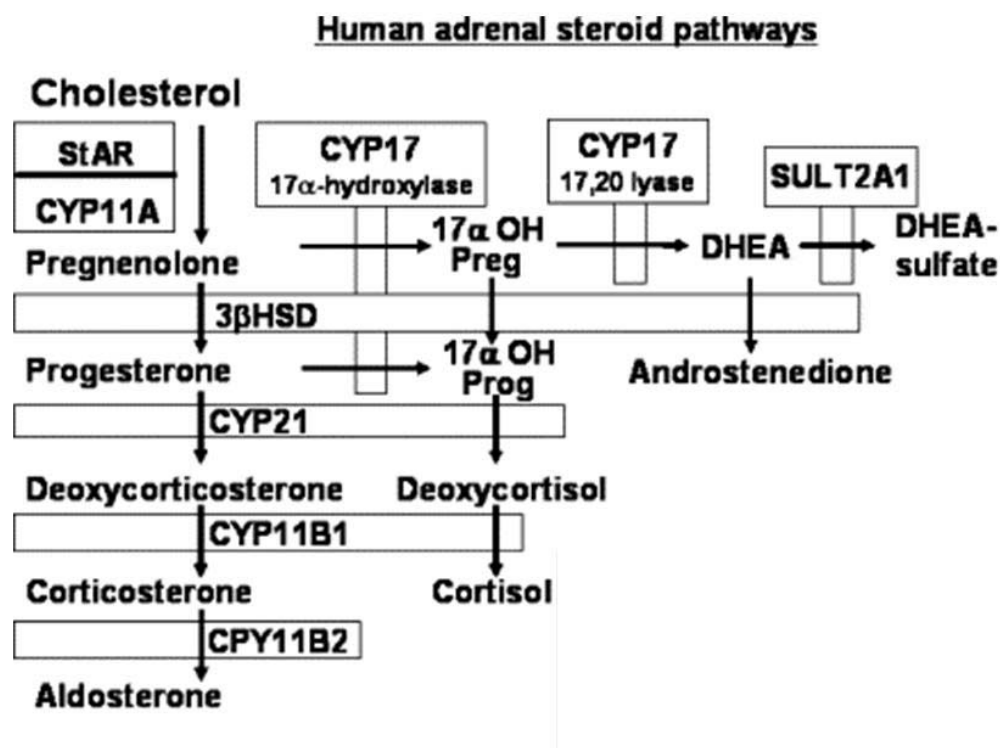 Human adrenal steroid pathways
Cholesterol
StAR
CYP11A
CYP17
17α-hydroxylase
CYP17
17,20 lyase
SULT2A1
Pregnenolone
17α OH
Preg
DHEA
DHEA-
sulfate
3βHSD
Progesterone
17α OH
Prog
Androstenedione
CYP21
Deoxycorticosterone
Deoxycortisol
CYP11B1
Corticosterone
Cortisol
CPY11B2
Aldosterone